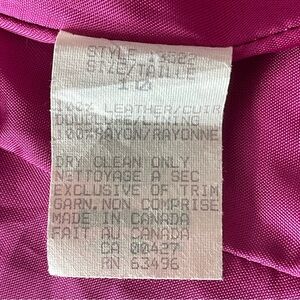 STYLE 4522
SIZE/TAILLE
10
100% LEATHER/CUIR
DOUBLURE/LINING
100%RAYON/RAYONNE
DRY CLEAN ONLY
NETTOYAGE A SEC
EXCLUSIVE OF TRIM
GARN.NON COMPRISE
MADE IN CANADA
FAIT AU CANADA
CA 00427
RN 63496